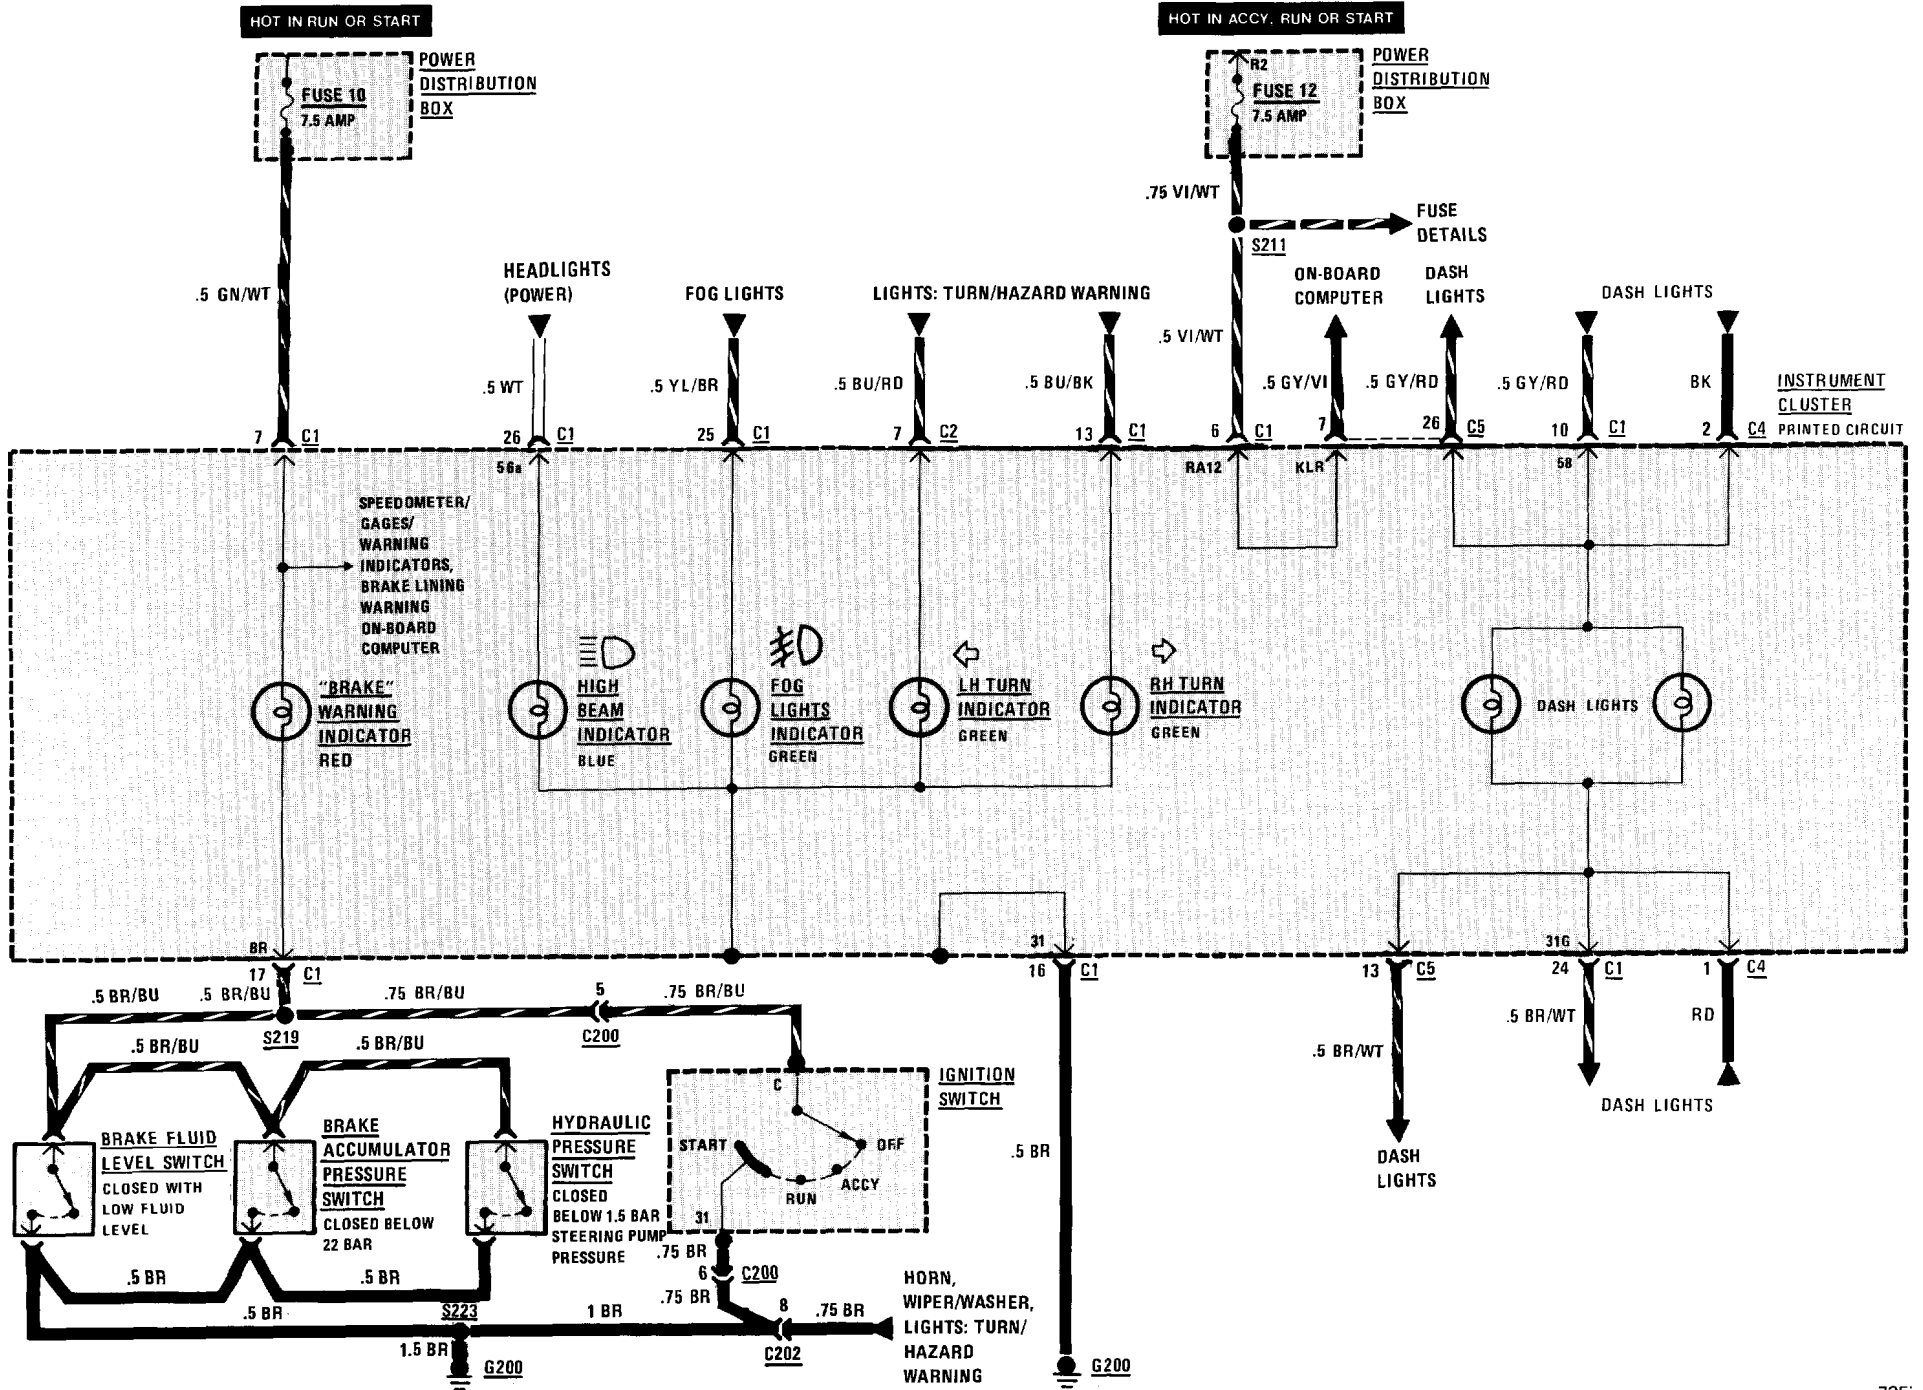 HOT IN RUN OR START
HOT IN ACCY, RUN OR START
POWER
DISTRIBUTION
BOX
FUSE 10
7.5 AMP
R2
FUSE 12
7.5 AMP
POWER
DISTRIBUTION
BOX
.75 VI/WT
S211
FUSE
DETAILS
.5 GN/WT
HEADLIGHTS
(POWER)
FOG LIGHTS
LIGHTS: TURN/HAZARD WARNING
ON-BOARD
COMPUTER
DASH
LIGHTS
DASH LIGHTS
.5 WT
.5 YL/BR
.5 BU/RD
.5 BU/BK
.5 VI/WT
.5 GY/VI
.5 GY/RD
.5 GY/RD
BK
INSTRUMENT
CLUSTER
PRINTED CIRCUIT
7 C1
26 C1
25 C1
7 C2
13 C1
6 C1
7
26 C5
10 C1
2 C4
56a
RA12
KLR
58
SPEEDOMETER/
GAGES/
WARNING
INDICATORS,
BRAKE LINING
WARNING
ON-BOARD
COMPUTER
"BRAKE"
WARNING
INDICATOR
RED
HIGH
BEAM
INDICATOR
BLUE
FOG
LIGHTS
INDICATOR
GREEN
LH TURN
INDICATOR
GREEN
RH TURN
INDICATOR
GREEN
DASH LIGHTS
BR
31
31G
17 C1
16 C1
13 C5
24 C1
1 C4
.5 BR/BU
.5 BR/BU
.75 BR/BU
5
.75 BR/BU
S219
C200
.5 BR/BU
.5 BR/BU
.5 BR/WT
.5 BR/WT
RD
DASH LIGHTS
DASH
LIGHTS
BRAKE FLUID
LEVEL SWITCH
CLOSED WITH
LOW FLUID
LEVEL
BRAKE
ACCUMULATOR
PRESSURE
SWITCH
CLOSED BELOW
22 BAR
HYDRAULIC
PRESSURE
SWITCH
CLOSED
BELOW 1.5 BAR
STEERING PUMP
PRESSURE
IGNITION
SWITCH
C
START
OFF
RUN
ACCY
31
.5 BR
.75 BR
6 C200
.75 BR
8
.75 BR
C202
HORN,
WIPER/WASHER,
LIGHTS: TURN/
HAZARD
WARNING
.5 BR
.5 BR
.5 BR
S223
1 BR
1.5 BR
G200
G200